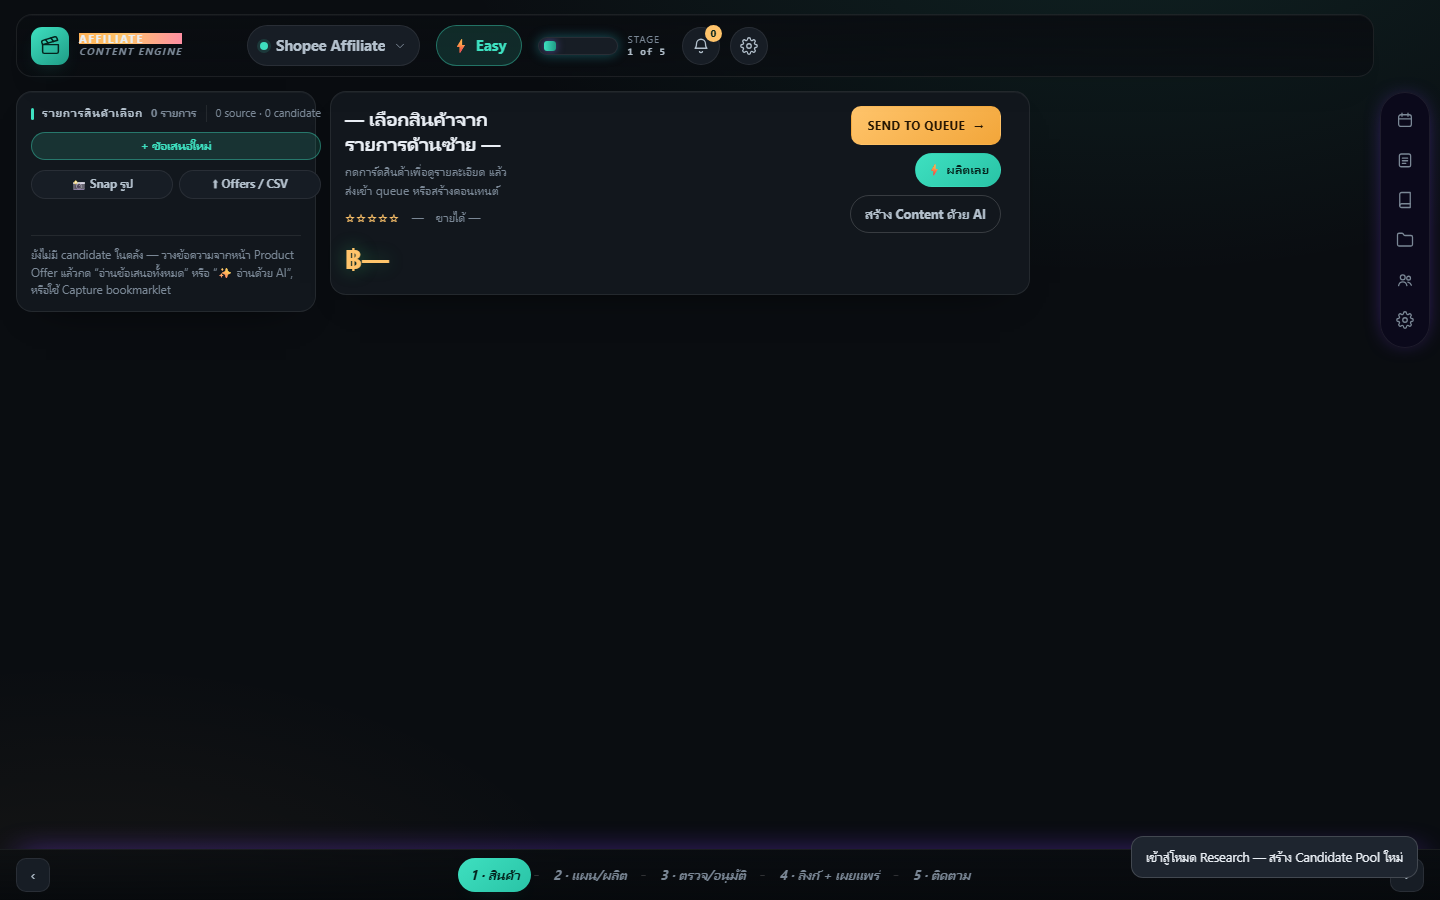 AFFILIATE
CONTENT ENGINE
Shopee Affiliate
Easy
STAGE
1 of 5
0
รายการสินค้าเลือก 0 รายการ 0 source · 0 candidate
+ ข้อเสนอใหม่
📸 Snap รูป
⬆ Offers / CSV
ยังไม่มี candidate ในคลัง — วางข้อความจากหน้า Product
Offer แล้วกด “อ่านข้อเสนอทั้งหมด” หรือ “✨ อ่านด้วย AI”,
หรือใช้ Capture bookmarklet
— เลือกสินค้าจาก
รายการด้านซ้าย —
กดการ์ดสินค้าเพื่อดูรายละเอียด แล้ว
ส่งเข้า queue หรือสร้างคอนเทนต์
☆☆☆☆☆ — ขายได้ —
฿—
SEND TO QUEUE →
ผลิตเลย
สร้าง Content ด้วย AI
เข้าสู่โหมด Research — สร้าง Candidate Pool ใหม่
‹
1 · สินค้า
2 · แผน/ผลิต
3 · ตรวจ/อนุมัติ
4 · ลิงก์ + เผยแพร่
5 · ติดตาม